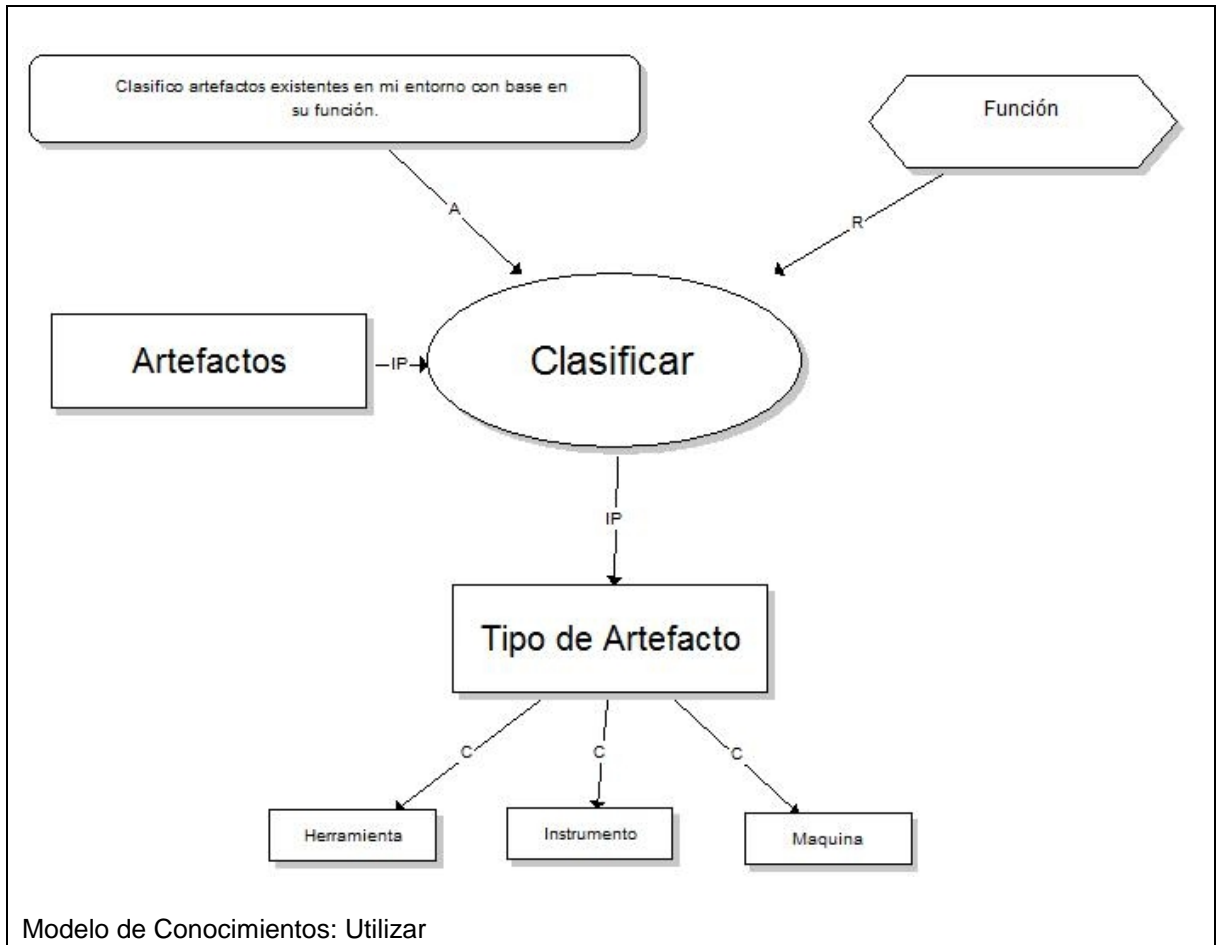 Clasifico artefactos existentes en mi entorno con base en
su función.
Función
A
R
Artefactos
IP
Clasificar
IP
Tipo de Artefacto
C
C
C
Herramienta
Instrumento
Maquina
Modelo de Conocimientos: Utilizar